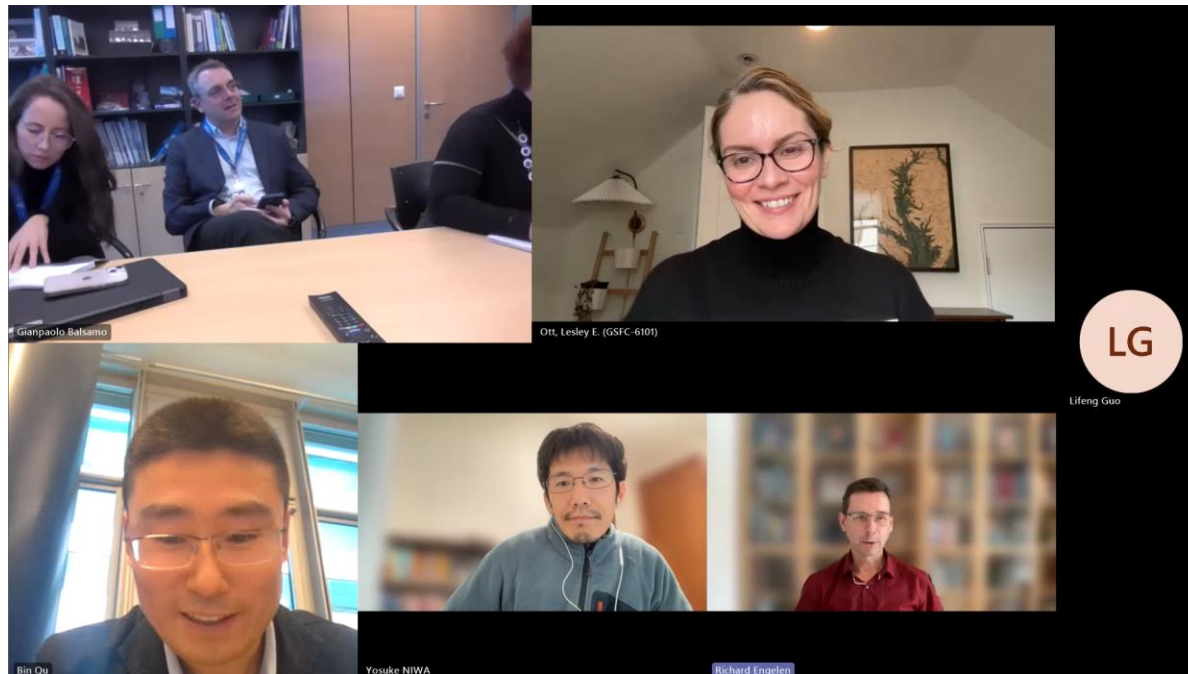 Gianpaolo Balsamo
Ott, Lesley E. (GSFC-6101)
LG
Lifeng Guo
Bin Qu
Yosuke NIWA
Richard Engelen